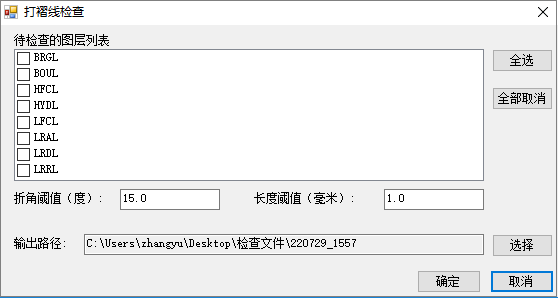 打褶线检查
待检查的图层列表
BRGL
BOUL
HFCL
HYDL
LFCL
LRAL
LRDL
LRRL
全选
全部取消
折角阈值（度）： 15.0 长度阈值（毫米）： 1.0
输出路径： C:\Users\zhangyu\Desktop\检查文件\220729_1557 选择
确定 取消